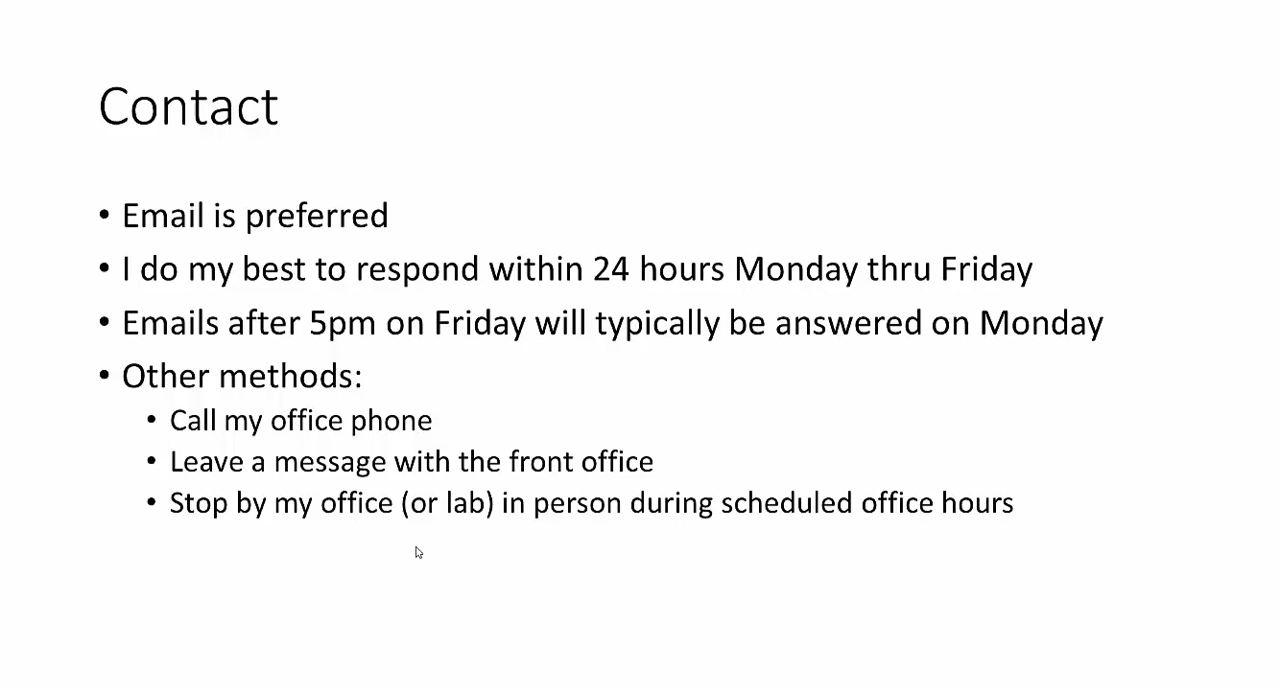 Contact
• Email is preferred
• I do my best to respond within 24 hours Monday thru Friday
• Emails after 5pm on Friday will typically be answered on Monday
• Other methods:
• Call my office phone
• Leave a message with the front office
• Stop by my office (or lab) in person during scheduled office hours